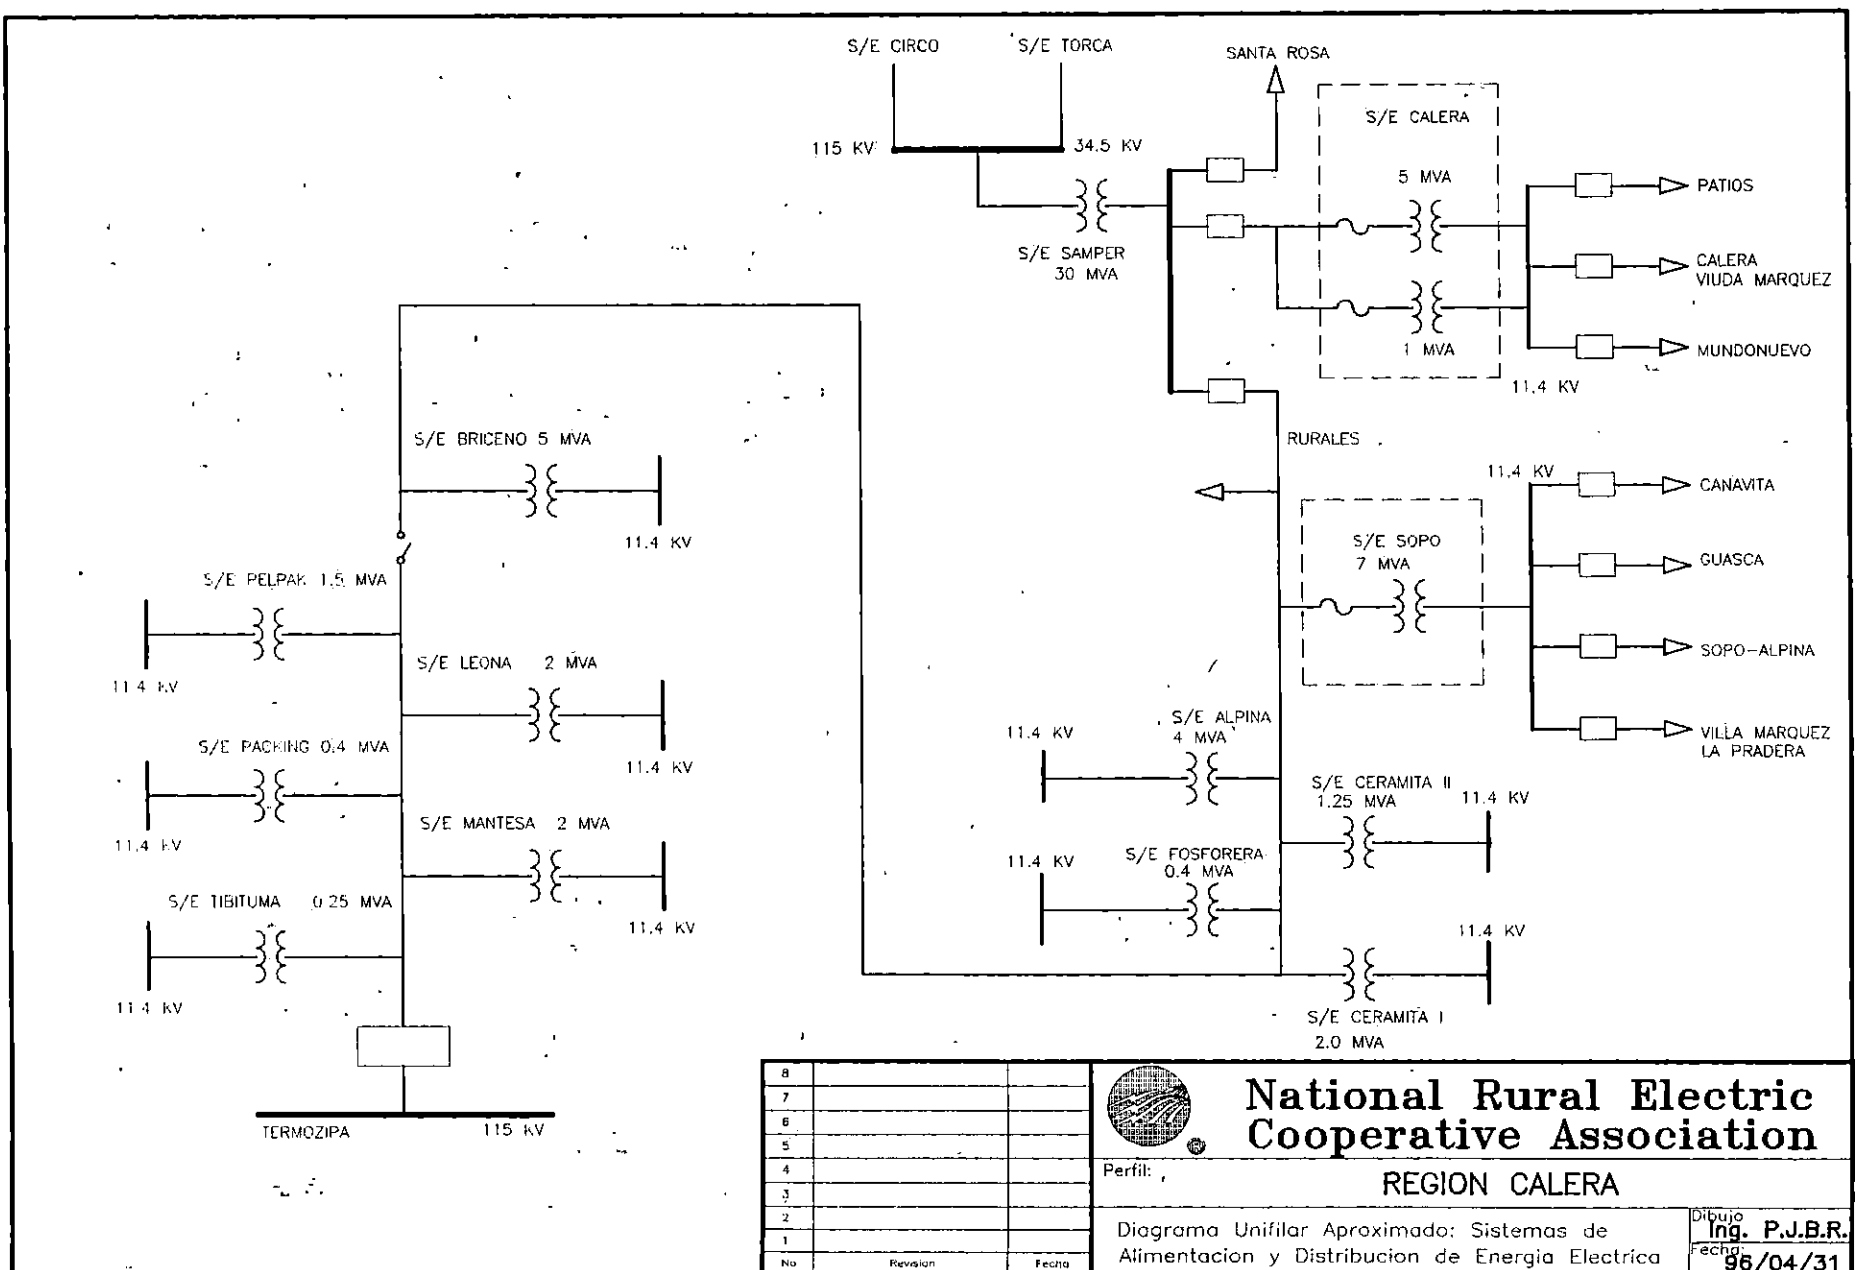 S/E CIRCO
S/E TORCA
SANTA ROSA
S/E CALERA
115 KV
34.5 KV
5 MVA
PATIOS
S/E SAMPER
30 MVA
CALERA
VIUDA MARQUEZ
1 MVA
MUNDONUEVO
11.4 KV
S/E BRICENO 5 MVA
11.4 KV
RURALES
11.4 KV
CANAVITA
S/E SOPO
7 MVA
GUASCA
SOPO-ALPINA
VILLA MARQUEZ
LA PRADERA
S/E PELPAK 1.5 MVA
11.4 KV
S/E LEONA 2 MVA
11.4 KV
S/E PACKING 0.4 MVA
11.4 KV
S/E MANTESA 2 MVA
11.4 KV
S/E TIBITUMA 0.25 MVA
11.4 KV
S/E ALPINA
4 MVA
11.4 KV
S/E CERAMITA II
1.25 MVA
11.4 KV
S/E FOSFORERA
0.4 MVA
11.4 KV
11.4 KV
S/E CERAMITA I
2.0 MVA
TERMOZIPA
115 KV
8
7
6
5
4
3
2
1
No Revision Fecha
National Rural Electric
Cooperative Association
Perfil:
REGION CALERA
Diagrama Unifilar Aproximado: Sistemas de
Alimentacion y Distribucion de Energia Electrica
Dibujo
Ing. P.J.B.R.
Fecha:
96/04/31